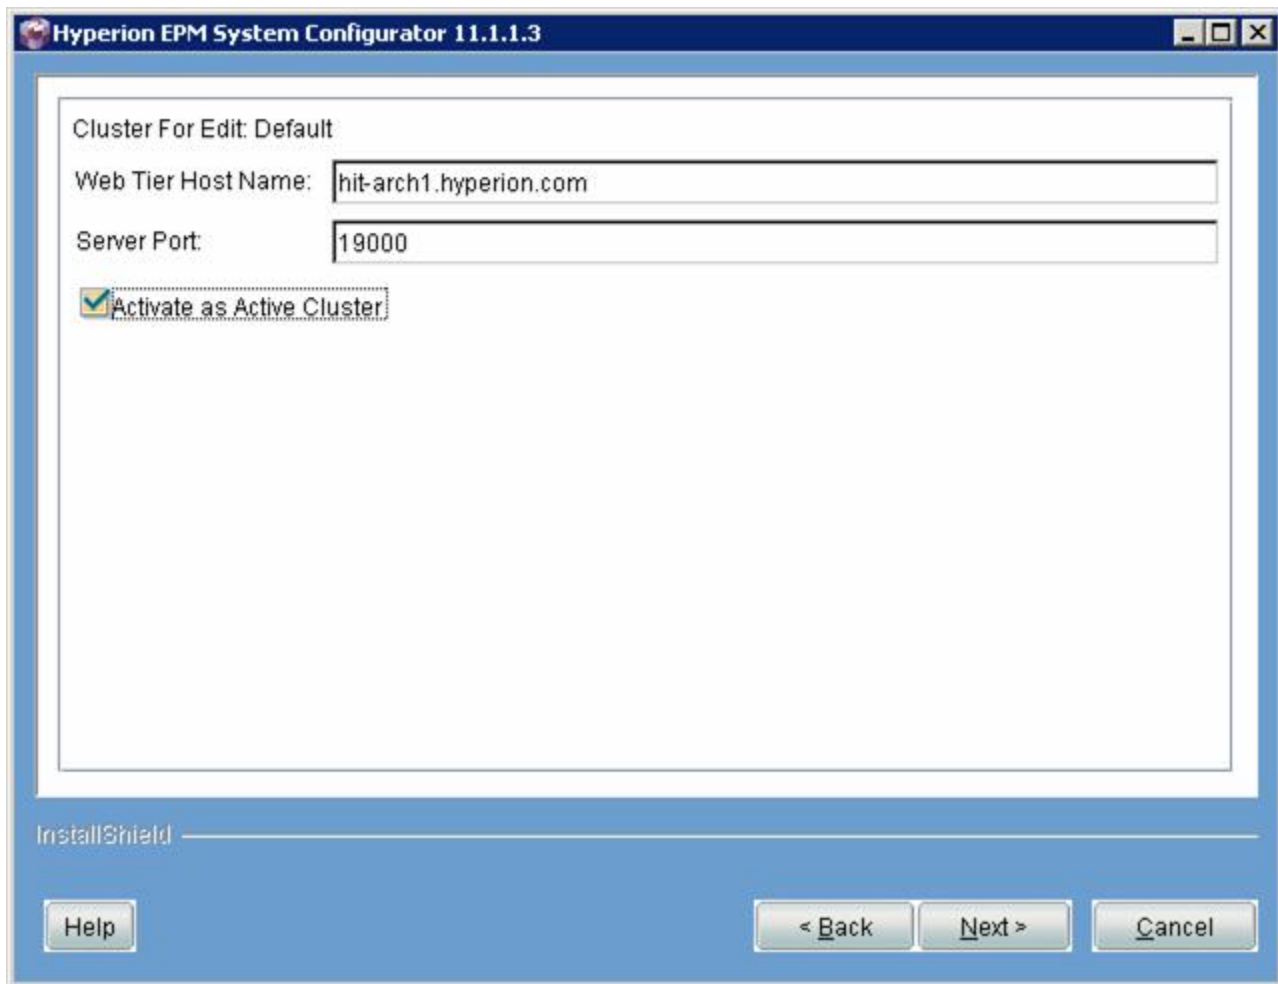 Hyperion EPM System Configurator 11.1.1.3
Cluster For Edit: Default
Web Tier Host Name: hit-arch1.hyperion.com
Server Port: 19000
Activate as Active Cluster
InstallShield
Help < Back Next > Cancel